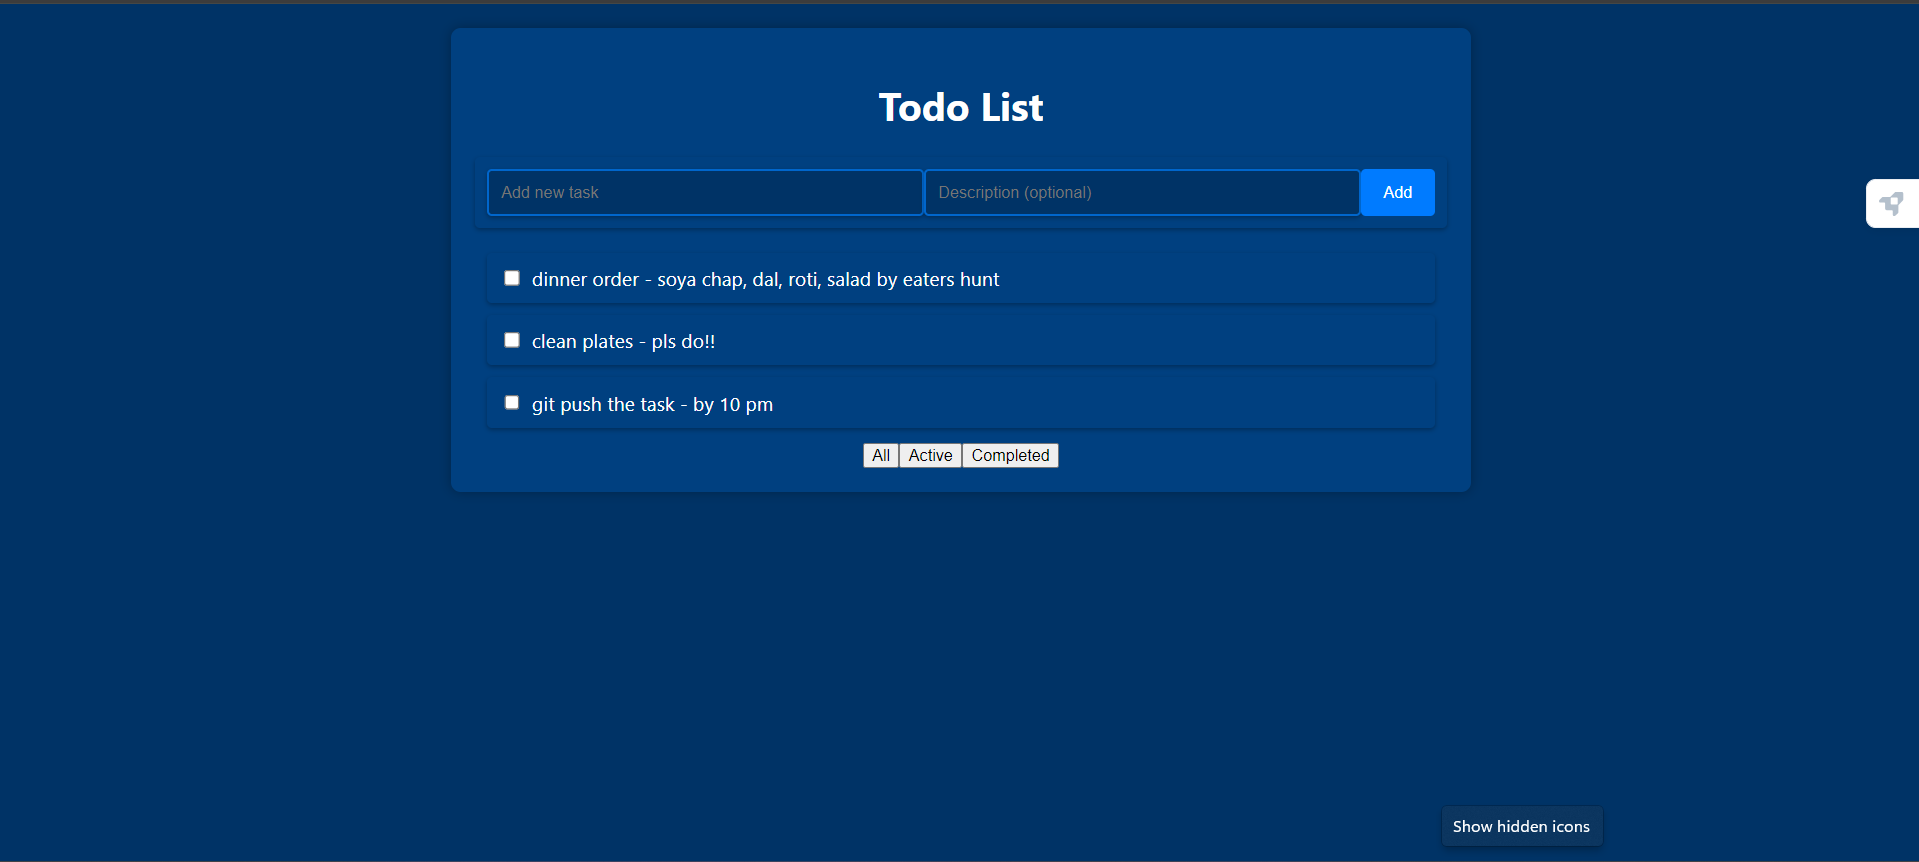 Todo List
Add new task
Description (optional)
Add
dinner order - soya chap, dal, roti, salad by eaters hunt
clean plates - pls do!!
git push the task - by 10 pm
All Active Completed
Show hidden icons